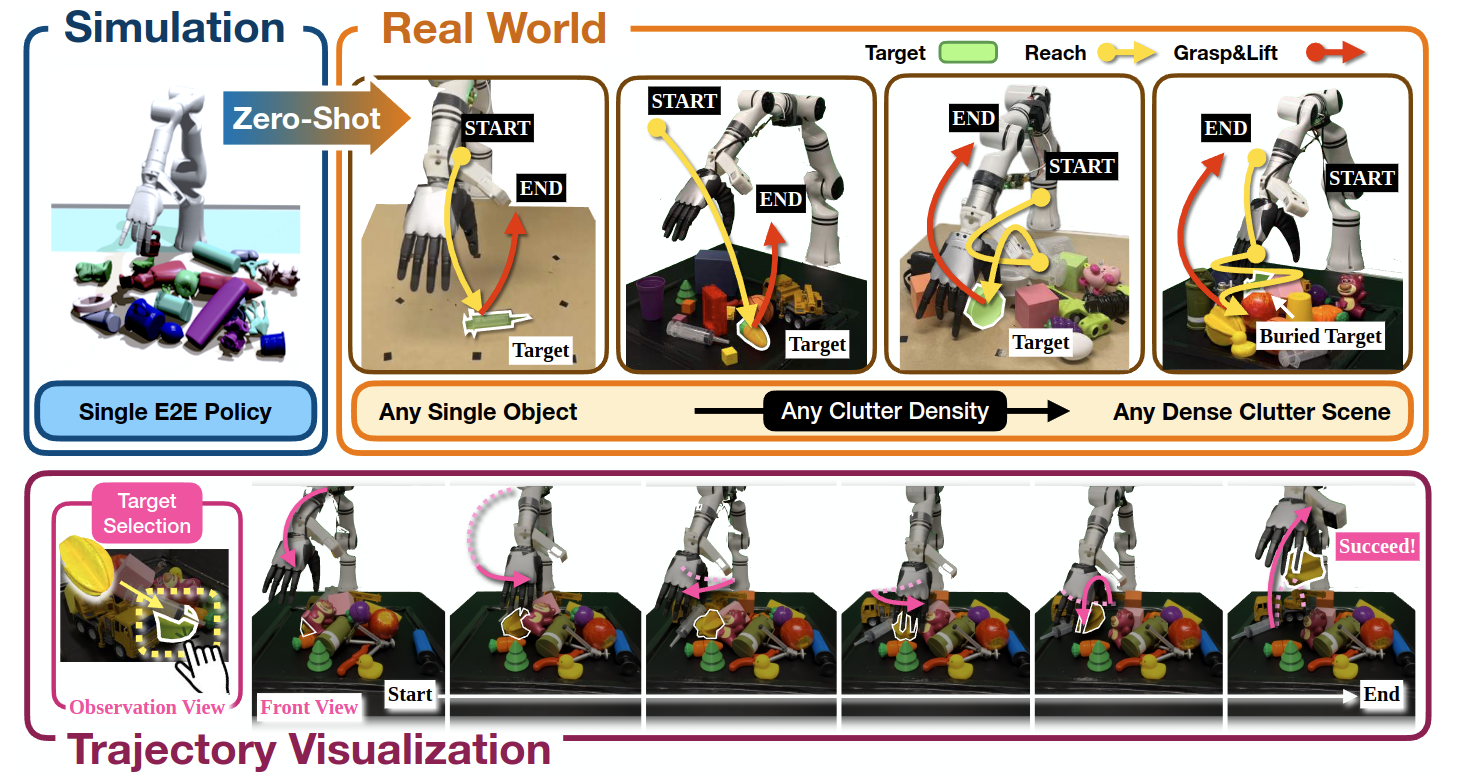 Simulation
Real World
Target
Reach
Grasp&Lift
Zero-Shot
START
END
Target
START
END
Target
END
START
Target
END
START
Buried Target
Single E2E Policy
Any Single Object
Any Clutter Density
Any Dense Clutter Scene
Target
Selection
Observation View
Front View
Start
End
Succeed!
Trajectory Visualization